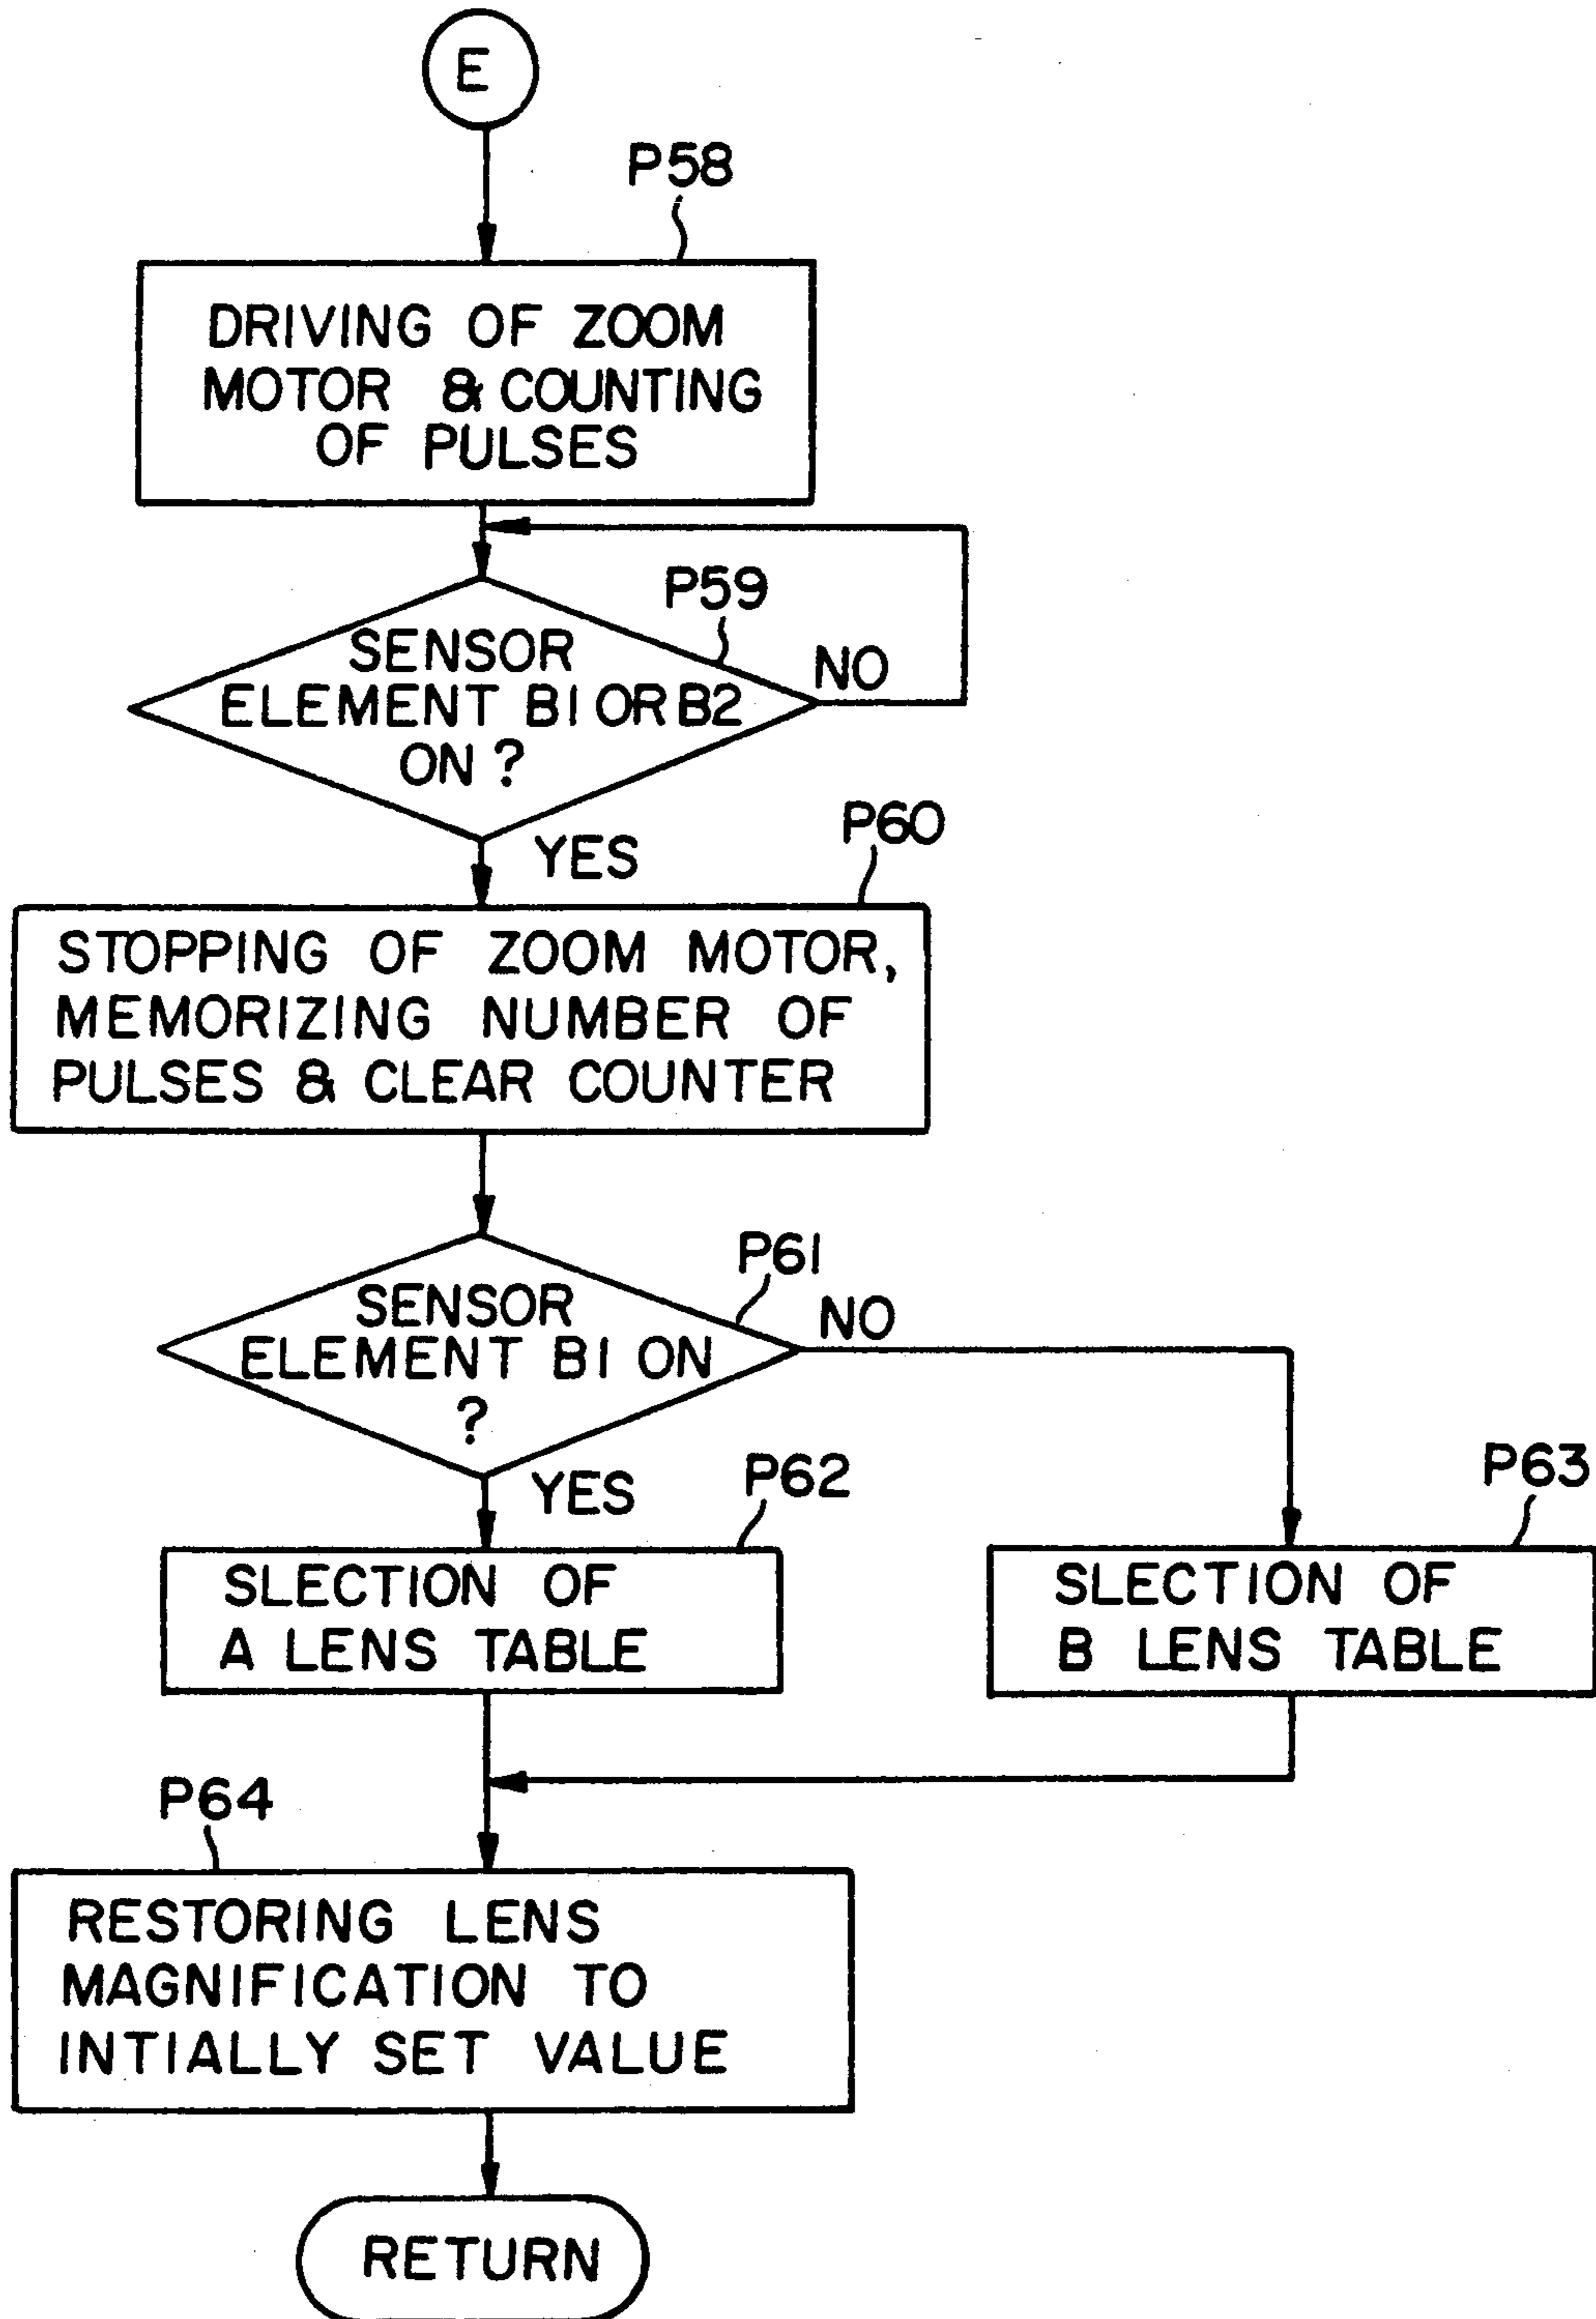 E
P58
DRIVING OF ZOOM
MOTOR & COUNTING
OF PULSES
P59
SENSOR
ELEMENT B1 OR B2
ON ?
NO
YES
P60
STOPPING OF ZOOM MOTOR,
MEMORIZING NUMBER OF
PULSES & CLEAR COUNTER
P61
SENSOR
ELEMENT B1 ON
?
NO
YES
P62
SLECTION OF
A LENS TABLE
P63
SLECTION OF
B LENS TABLE
P64
RESTORING LENS
MAGNIFICATION TO
INTIALLY SET VALUE
RETURN